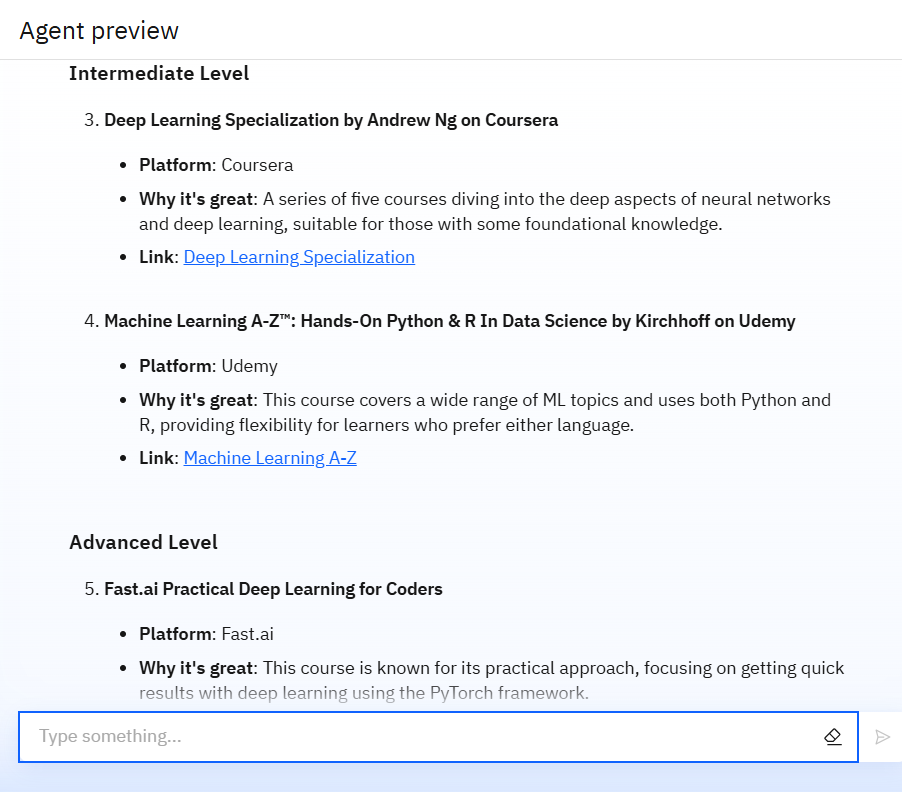 Agent preview
Intermediate Level
3. Deep Learning Specialization by Andrew Ng on Coursera
• Platform: Coursera
• Why it's great: A series of five courses diving into the deep aspects of neural networks
and deep learning, suitable for those with some foundational knowledge.
• Link: Deep Learning Specialization
4. Machine Learning A-Z™: Hands-On Python & R In Data Science by Kirchhoff on Udemy
• Platform: Udemy
• Why it's great: This course covers a wide range of ML topics and uses both Python and
R, providing flexibility for learners who prefer either language.
• Link: Machine Learning A-Z
Advanced Level
5. Fast.ai Practical Deep Learning for Coders
• Platform: Fast.ai
• Why it's great: This course is known for its practical approach, focusing on getting quick
results with deep learning using the PyTorch framework.
Type something...